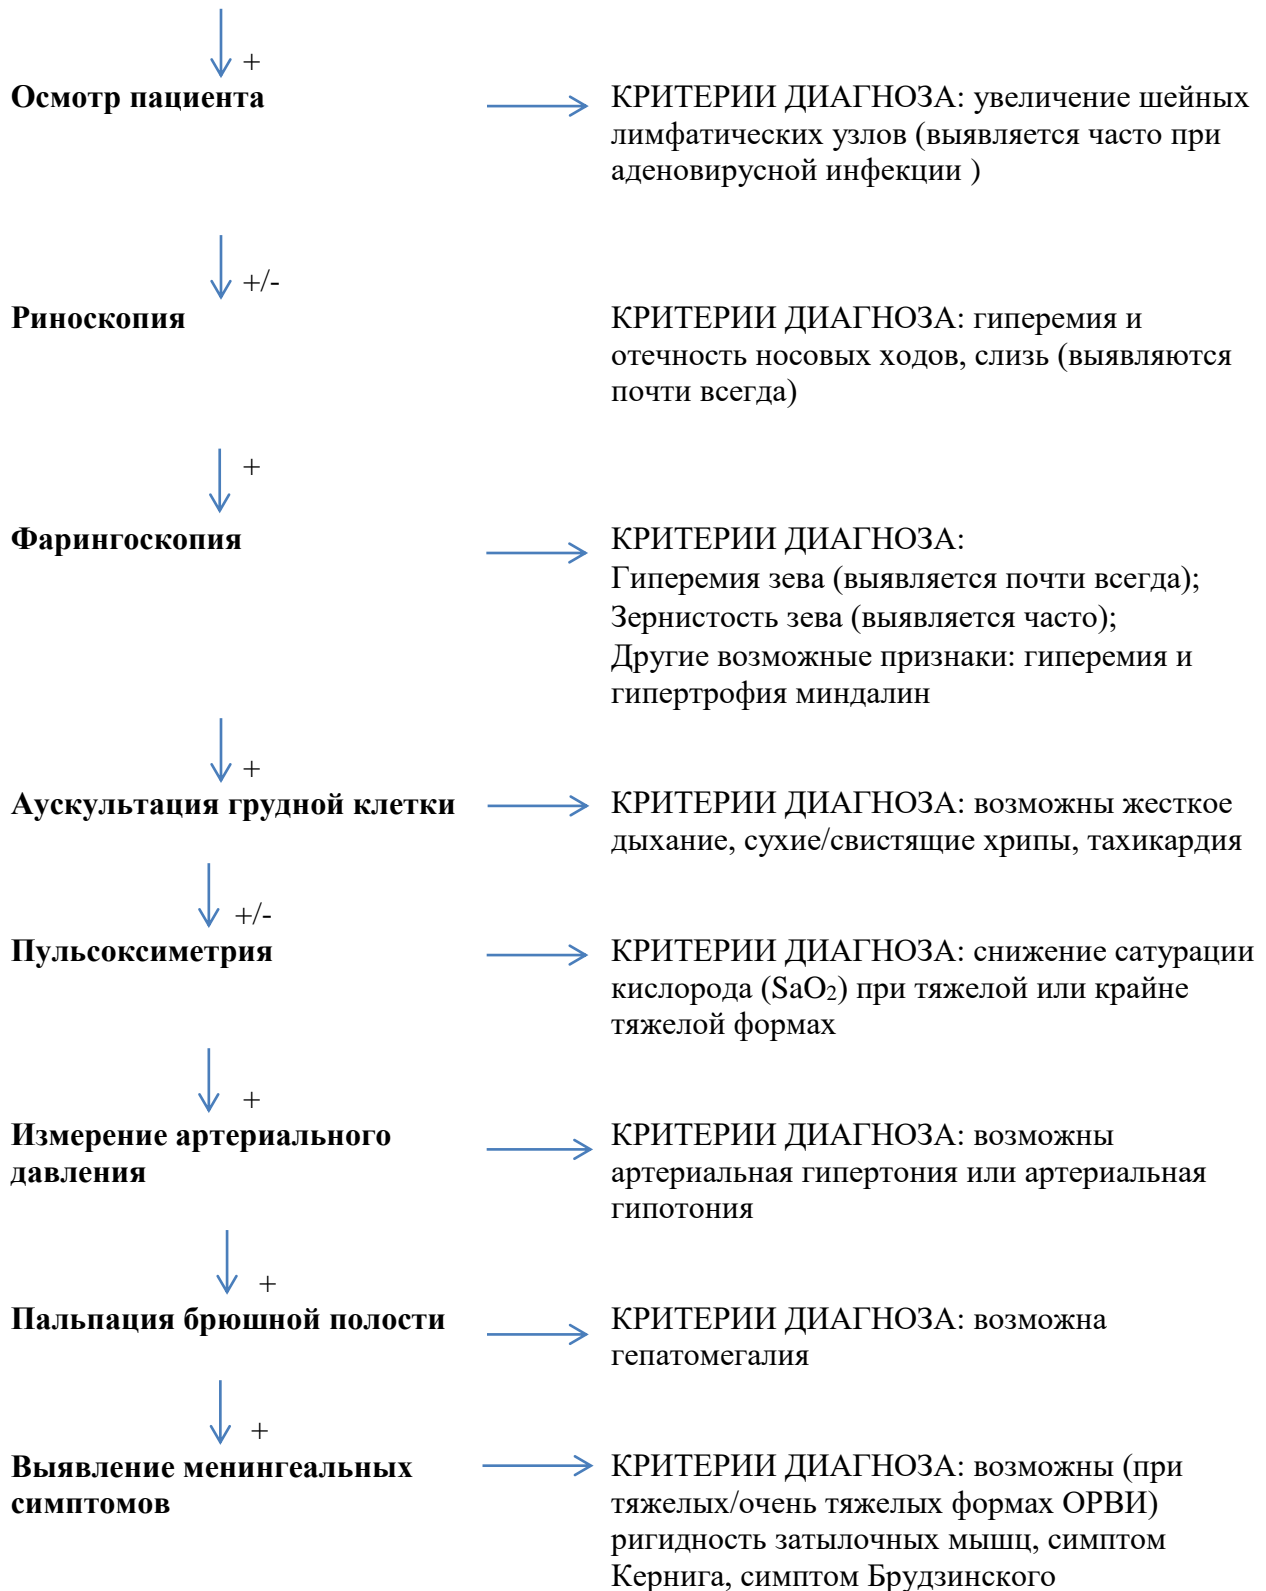 +
Осмотр пациента
КРИТЕРИИ ДИАГНОЗА: увеличение шейных
лимфатических узлов (выявляется часто при
аденовирусной инфекции )
+/-
Риноскопия
КРИТЕРИИ ДИАГНОЗА: гиперемия и
отечность носовых ходов, слизь (выявляются
почти всегда)
+
Фарингоскопия
КРИТЕРИИ ДИАГНОЗА:
Гиперемия зева (выявляется почти всегда);
Зернистость зева (выявляется часто);
Другие возможные признаки: гиперемия и
гипертрофия миндалин
+
Аускультация грудной клетки
КРИТЕРИИ ДИАГНОЗА: возможны жесткое
дыхание, сухие/свистящие хрипы, тахикардия
+/-
Пульсоксиметрия
КРИТЕРИИ ДИАГНОЗА: снижение сатурации
кислорода (SaO₂) при тяжелой или крайне
тяжелой формах
+
Измерение артериального
давления
КРИТЕРИИ ДИАГНОЗА: возможны
артериальная гипертония или артериальная
гипотония
+
Пальпация брюшной полости
КРИТЕРИИ ДИАГНОЗА: возможна
гепатомегалия
+
Выявление менингеальных
симптомов
КРИТЕРИИ ДИАГНОЗА: возможны (при
тяжелых/очень тяжелых формах ОРВИ)
ригидность затылочных мышц, симптом
Кернига, симптом Брудзинского